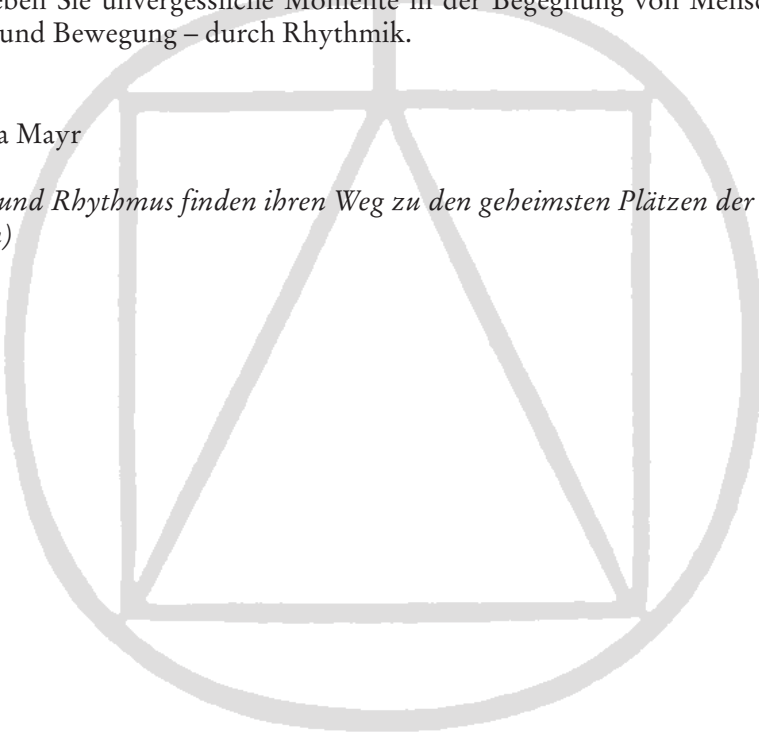 eben Sie unvergessliche Momente in der Begegnung von Mensc
und Bewegung – durch Rhythmik.
a Mayr
und Rhythmus finden ihren Weg zu den geheimsten Plätzen der
)